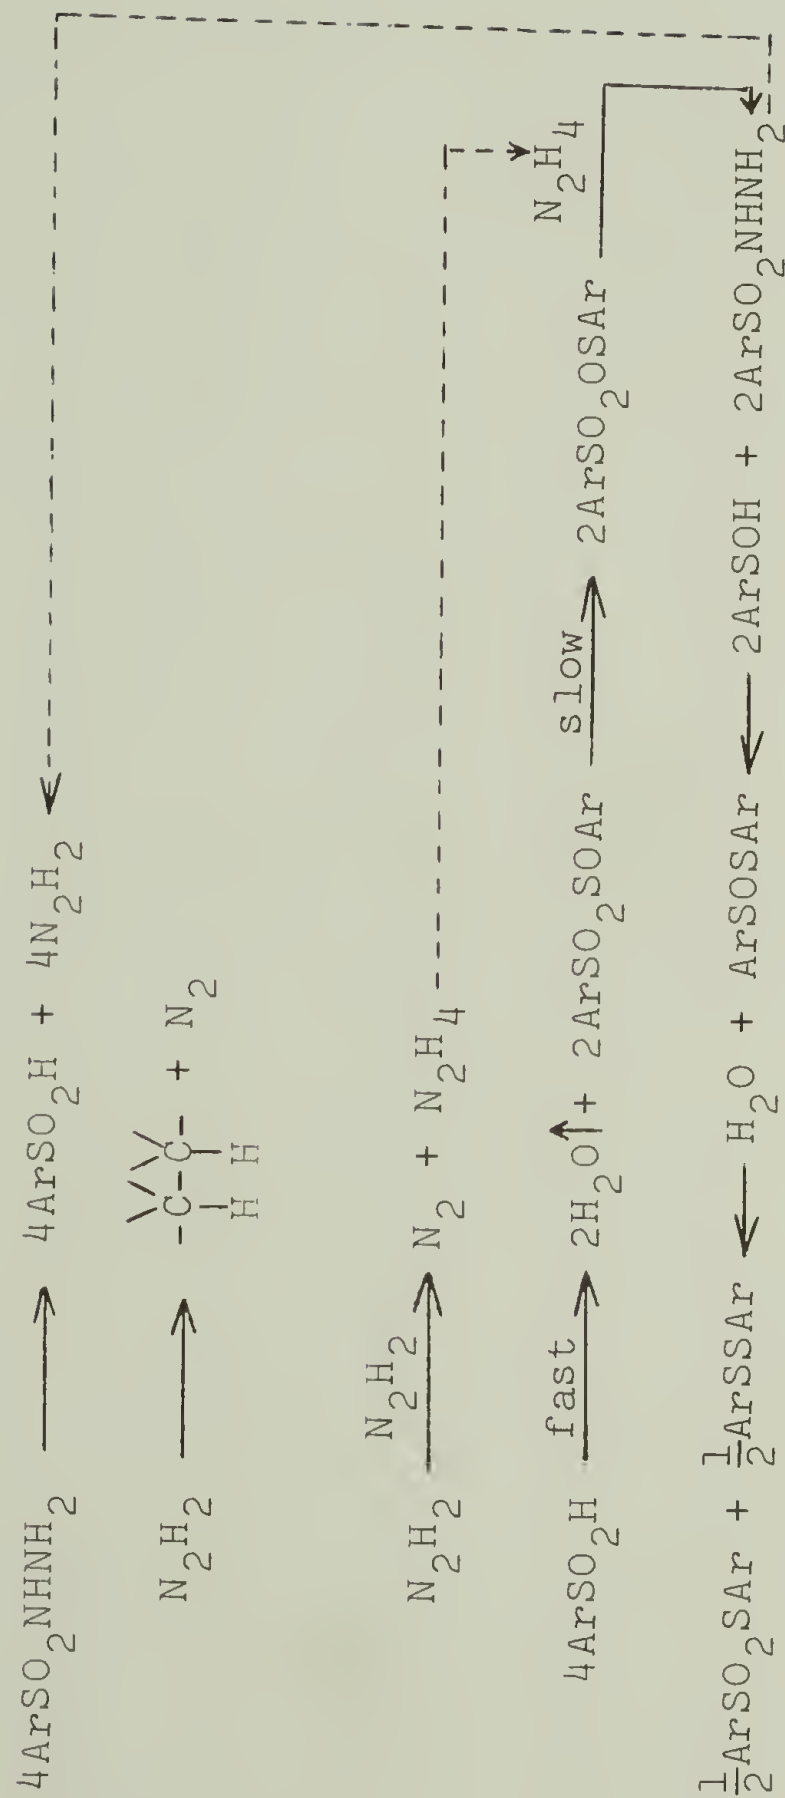 4ArSO₂NHNH₂ ⟶ 4ArSO₂H + 4N₂H₂
N₂H₂ ⟶ -C-C- + N₂
H H
N₂H₂
N₂H₂ ⟶ N₂ + N₂H₄
N₂H₄
fast slow
4ArSO₂H ⟶ 2H₂O↑ + 2ArSO₂SOAr ⟶ 2ArSO₂OSAr
½ArSO₂SAr + ½ArSSAr ⟵ H₂O + ArSOSAr ⟵ 2ArSOH + 2ArSO₂NHNH₂